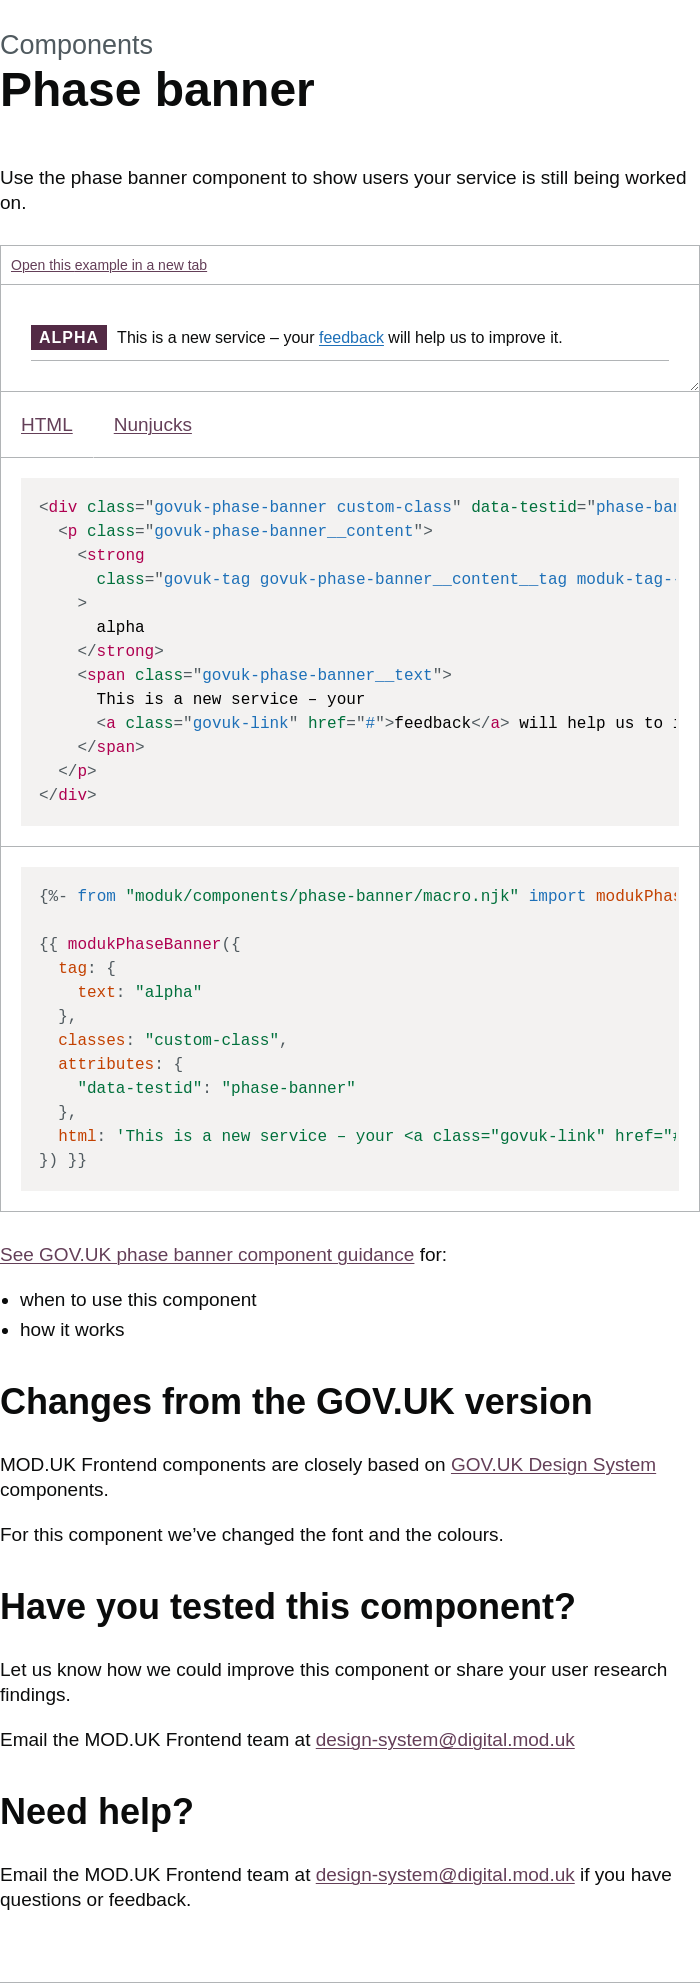 Components
Phase banner
Use the phase banner component to show users your service is still being worked
on.
Open this example in a new tab
ALPHA This is a new service – your feedback will help us to improve it.
HTML Nunjucks
<div class="govuk-phase-banner custom-class" data-testid="phase-ban
  <p class="govuk-phase-banner__content">
    <strong
      class="govuk-tag govuk-phase-banner__content__tag moduk-tag-
    >
      alpha
    </strong>
    <span class="govuk-phase-banner__text">
      This is a new service – your
      <a class="govuk-link" href="#">feedback</a> will help us to
    </span>
  </p>
</div>
{%- from "moduk/components/phase-banner/macro.njk" import modukPhas
{{ modukPhaseBanner({
  tag: {
    text: "alpha"
  },
  classes: "custom-class",
  attributes: {
    "data-testid": "phase-banner"
  },
  html: 'This is a new service – your <a class="govuk-link" href="#
}) }}
See GOV.UK phase banner component guidance for:
• when to use this component
• how it works
Changes from the GOV.UK version
MOD.UK Frontend components are closely based on GOV.UK Design System
components.
For this component we’ve changed the font and the colours.
Have you tested this component?
Let us know how we could improve this component or share your user research
findings.
Email the MOD.UK Frontend team at design-system@digital.mod.uk
Need help?
Email the MOD.UK Frontend team at design-system@digital.mod.uk if you have
questions or feedback.